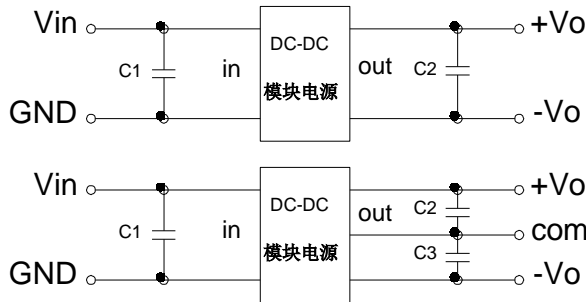 Vin
DC-DC
+Vo
C1
in
out
C2
模块电源
GND
-Vo
Vin
DC-DC
+Vo
out
C2
C1
in
com
模块电源
C3
GND
-Vo